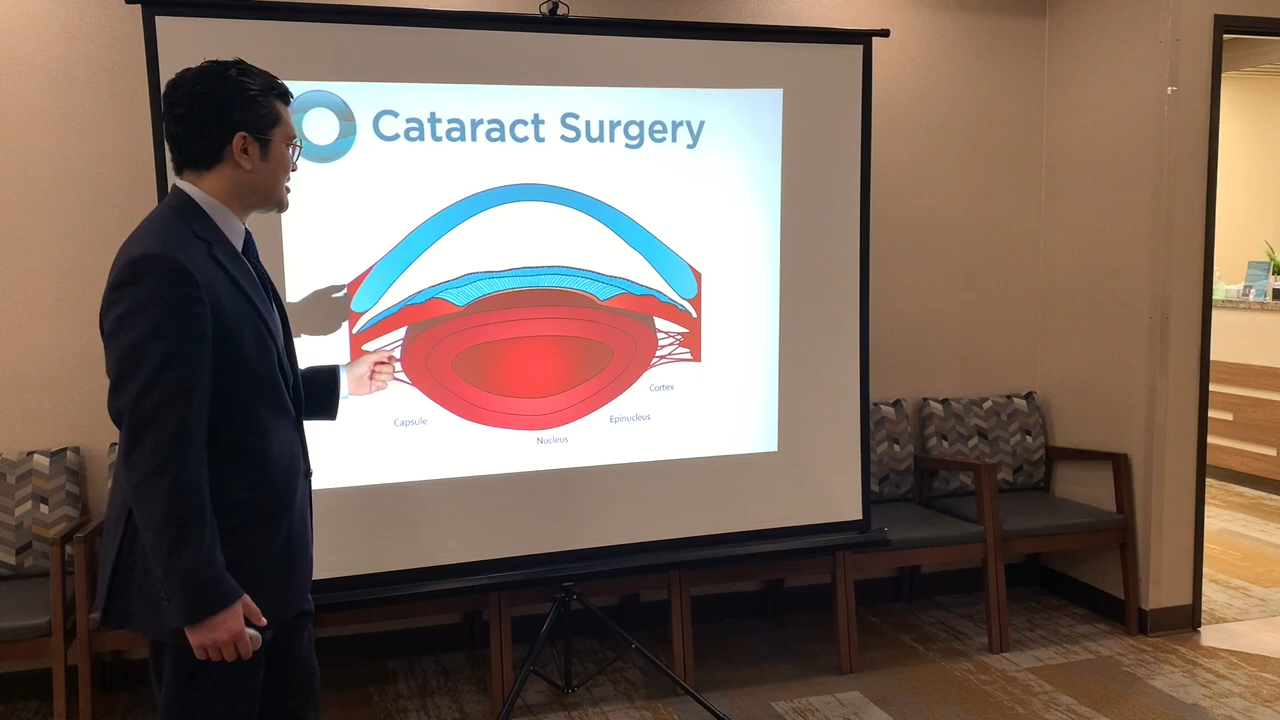 Cataract Surgery
Cortex
Capsule
Epinucleus
Nucleus